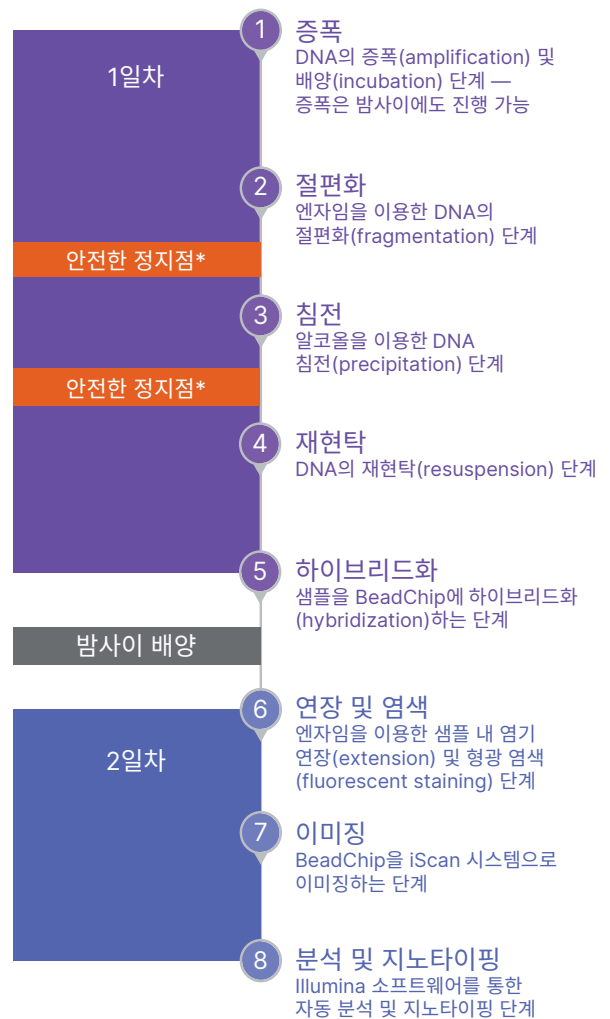 1일차
1
증폭
DNA의 증폭(amplification) 및
배양(incubation) 단계 —
증폭은 밤사이에도 진행 가능
2
절편화
엔자임을 이용한 DNA의
절편화(fragmentation) 단계
안전한 정지점*
3
침전
알코올을 이용한 DNA
침전(precipitation) 단계
안전한 정지점*
4
재현탁
DNA의 재현탁(resuspension) 단계
5
하이브리드화
샘플을 BeadChip에 하이브리드화
(hybridization)하는 단계
밤사이 배양
2일차
6
연장 및 염색
엔자임을 이용한 샘플 내 염기
연장(extension) 및 형광 염색
(fluorescent staining) 단계
7
이미징
BeadChip을 iScan 시스템으로
이미징하는 단계
8
분석 및 지노타이핑
Illumina 소프트웨어를 통한
자동 분석 및 지노타이핑 단계